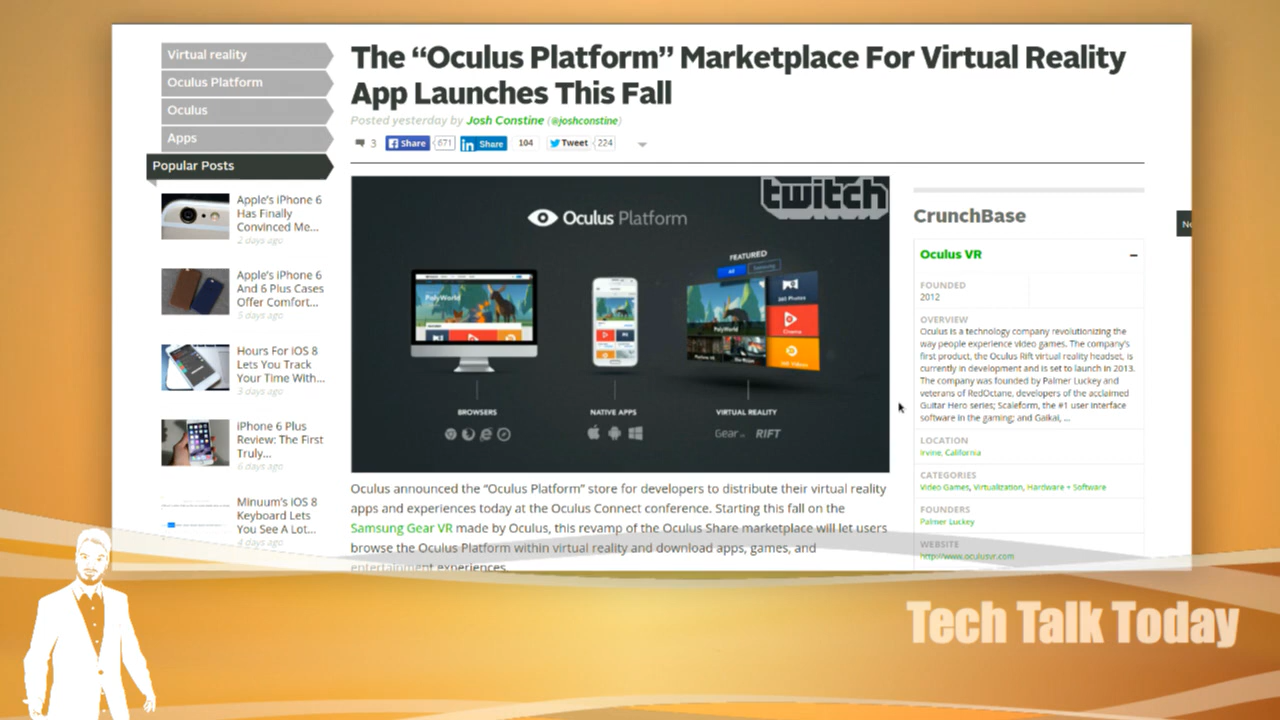 Virtual reality
Oculus Platform
Oculus
Apps
Popular Posts
Apple's iPhone 6
Has Finally
Convinced Me...
2 days ago
Apple's iPhone 6
And 6 Plus Cases
Offer Comfort...
5 days ago
Hours For iOS 8
Lets You Track
Your Time With...
3 days ago
iPhone 6 Plus
Review: The First
Truly...
6 days ago
Minuum's iOS 8
Keyboard Lets
You See A Lot...
4 days ago
The “Oculus Platform” Marketplace For Virtual Reality
App Launches This Fall
Posted yesterday by Josh Constine (@joshconstine)
3 Share 671 Share 104 Tweet 224
twitch
Oculus Platform
FEATURED
All Samsung
PolyWorld
PolyWorld
360 Photos
Cinema
360 Videos
BROWSERS
NATIVE APPS
VIRTUAL REALITY
Gear VR RIFT
Oculus announced the “Oculus Platform” store for developers to distribute their virtual reality
apps and experiences today at the Oculus Connect conference. Starting this fall on the
Samsung Gear VR made by Oculus, this revamp of the Oculus Share marketplace will let users
browse the Oculus Platform within virtual reality and download apps, games, and
entertainment experiences.
CrunchBase
Oculus VR
FOUNDED
2012
OVERVIEW
Oculus is a technology company revolutionizing the
way people experience video games. The company's
first product, the Oculus Rift virtual reality headset, is
currently in development and is set to launch in 2013.
The company was founded by Palmer Luckey and
veterans of RedOctane, developers of the acclaimed
Guitar Hero series; Scaleform, the #1 user interface
software in the gaming; and Gaikai, ...
LOCATION
Irvine, California
CATEGORIES
Video Games, Virtualization, Hardware + Software
FOUNDERS
Palmer Luckey
WEBSITE
http://www.oculusvr.com
Ne
Tech Talk Today